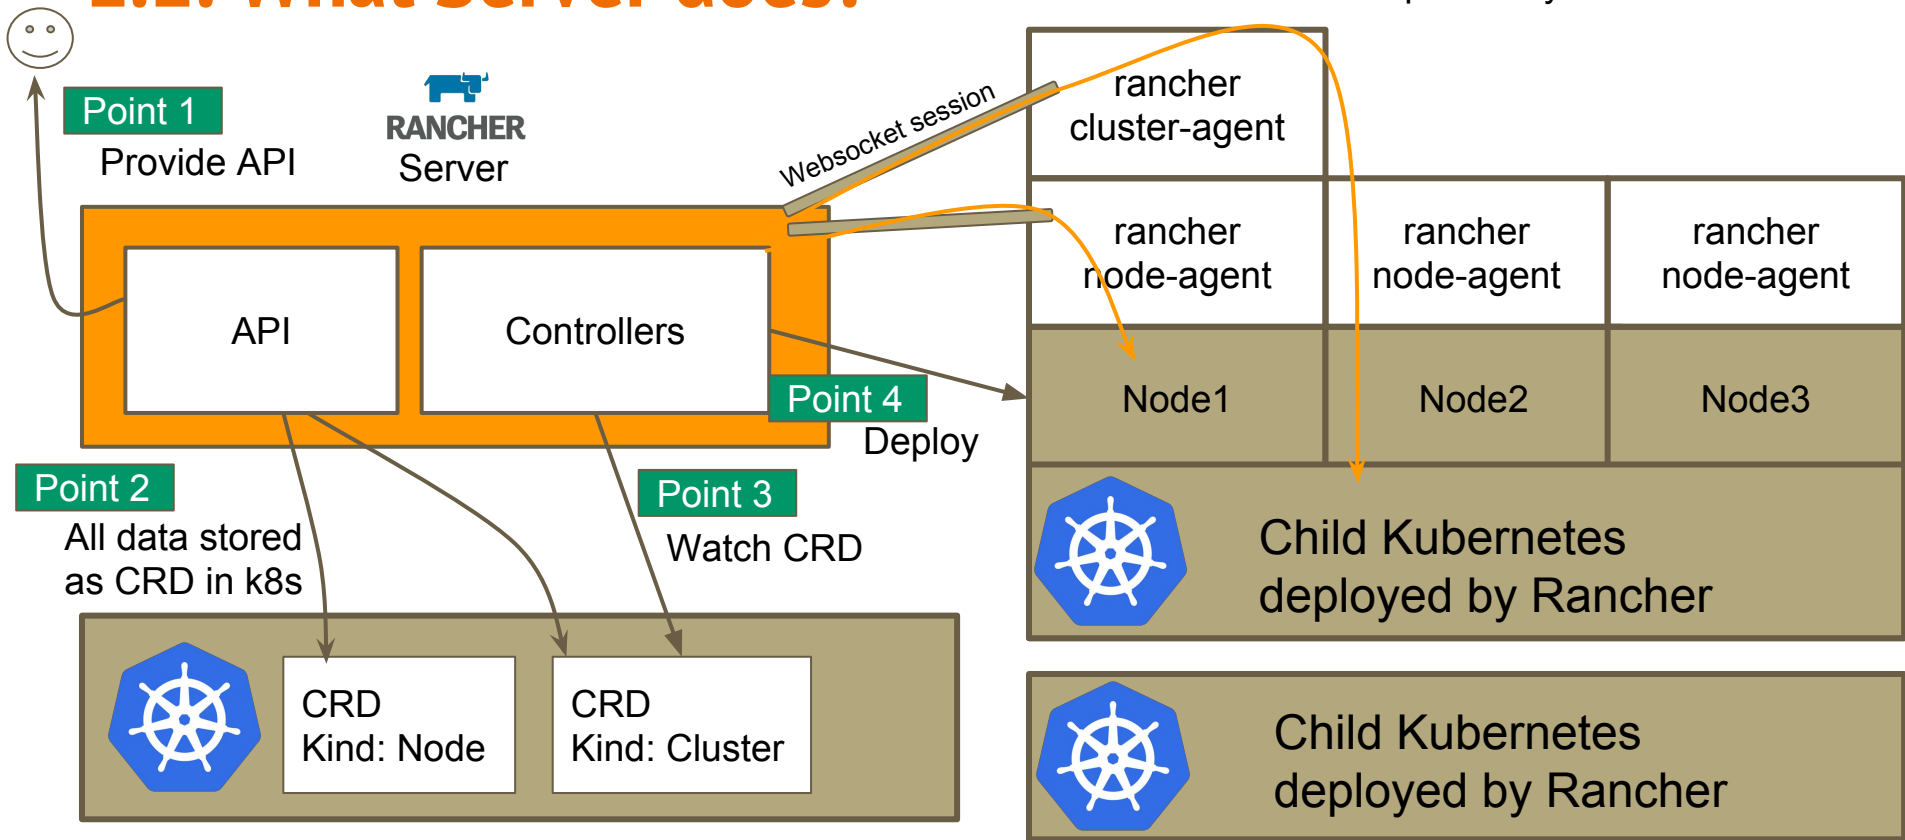 What Server does?
Point 1
Provide API
RANCHER
Server
Websocket session
rancher
cluster-agent
rancher
node-agent
rancher
node-agent
rancher
node-agent
API
Controllers
Point 4
Deploy
Node1
Node2
Node3
Point 2
All data stored
as CRD in k8s
Point 3
Watch CRD
Child Kubernetes
deployed by Rancher
CRD
Kind: Node
CRD
Kind: Cluster
Child Kubernetes
deployed by Rancher